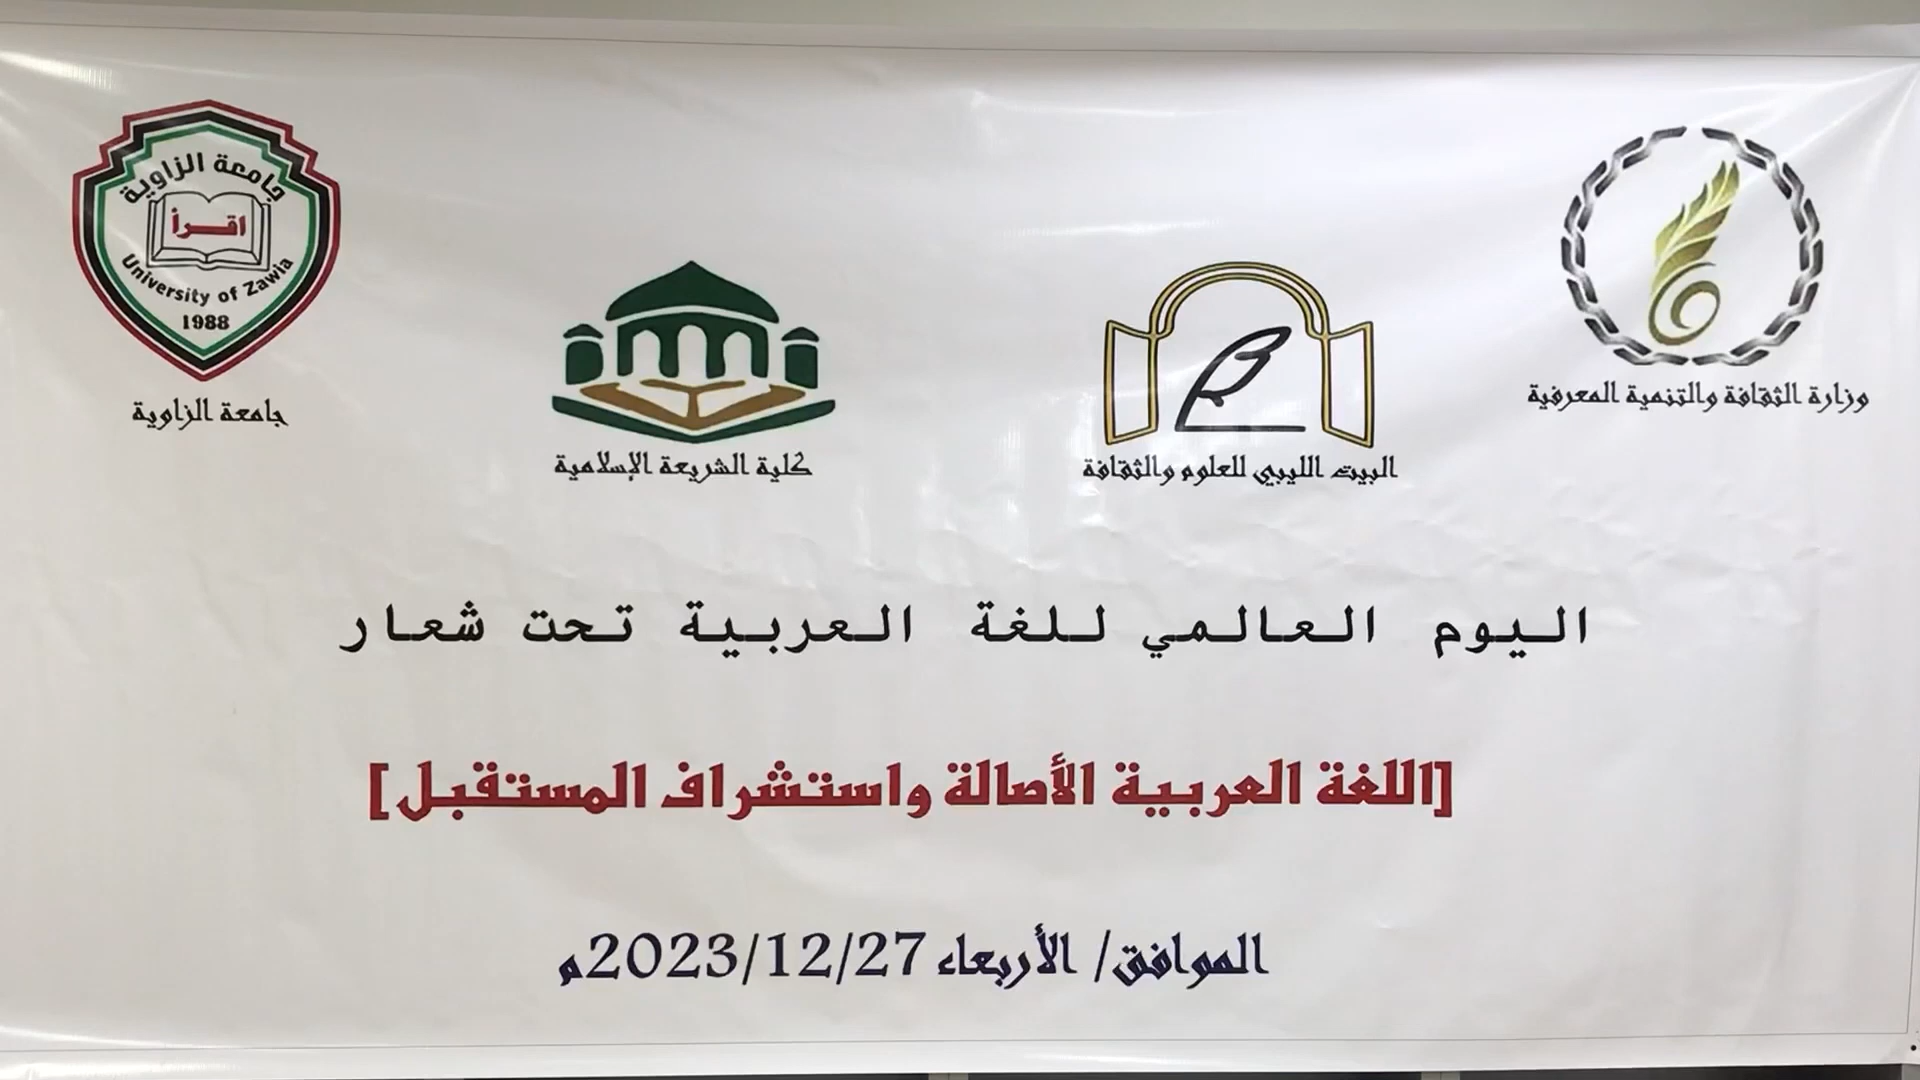 جامعة الزاوية
اقرأ
University of Zawia
1988
جامعة الزاوية
كلية الشريعة الإسلامية
البيت الليبي للعلوم والثقافة
وزارة الثقافة والتنمية المعرفية
اليوم العالمي للغة العربية تحت شعار
[اللغة العربية الأصالة واستشراف المستقبل]
الموافق/ الأربعاء 2023/12/27م